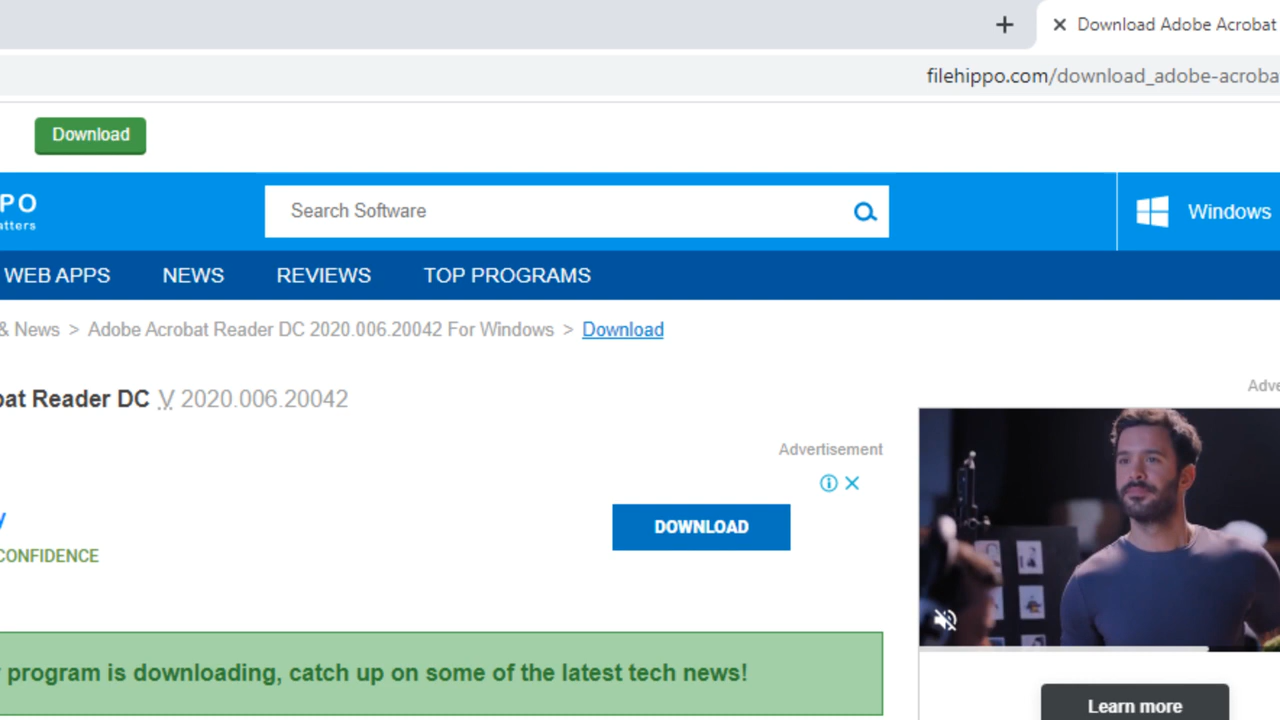 Download Adobe Acrobat
filehippo.com/download_adobe-acroba
Download
PO
atters
Search Software
Windows
WEB APPS NEWS REVIEWS TOP PROGRAMS
& News > Adobe Acrobat Reader DC 2020.006.20042 For Windows > Download
bat Reader DC V 2020.006.20042
Adve
Advertisement
y
DOWNLOAD
CONFIDENCE
r program is downloading, catch up on some of the latest tech news!
Learn more